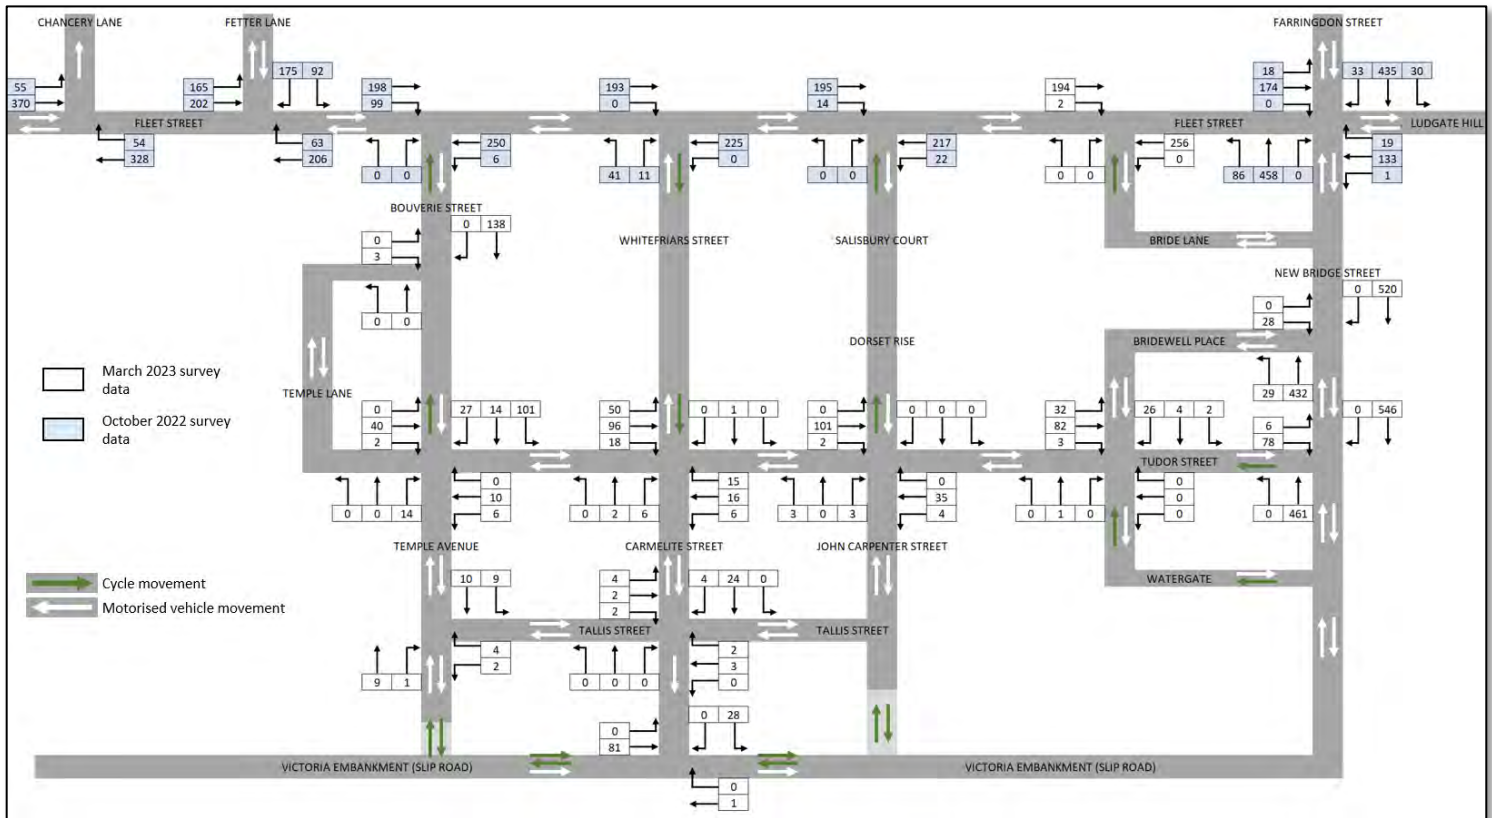 CHANCERY LANE
FETTER LANE
FARRINGDON STREET
55
370
165
202
175 92
198
99
193
0
195
14
194
2
18
174
0
33 435 30
FLEET STREET
FLEET STREET
LUDGATE HILL
54
328
63
206
0 0
250
6
41 11
225
0
0 0
217
22
0 0
256
0
86 458 0
19
133
1
BOUVERIE STREET
0 138
0
3
WHITEFRIARS STREET
SALISBURY COURT
BRIDE LANE
NEW BRIDGE STREET
0 520
0
28
0 0
DORSET RISE
BRIDEWELL PLACE
March 2023 survey
data
October 2022 survey
data
TEMPLE LANE
29 432
0
40
2
27 14 101
50
96
18
0 1 0
0
101
2
0 0 0
32
82
3
26 4 2
6
78
0 546
TUDOR STREET
0 0 14
0
10
6
0 2 6
15
16
6
3 0 3
0
35
4
0 1 0
0
0
0
0 461
TEMPLE AVENUE
CARMELITE STREET
JOHN CARPENTER STREET
Cycle movement
Motorised vehicle movement
10 9
4
2
2
4 24 0
WATERGATE
TALLIS STREET
TALLIS STREET
4
2
9 1
0 0 0
2
3
0
0
81
0 28
VICTORIA EMBANKMENT (SLIP ROAD)
VICTORIA EMBANKMENT (SLIP ROAD)
0
1